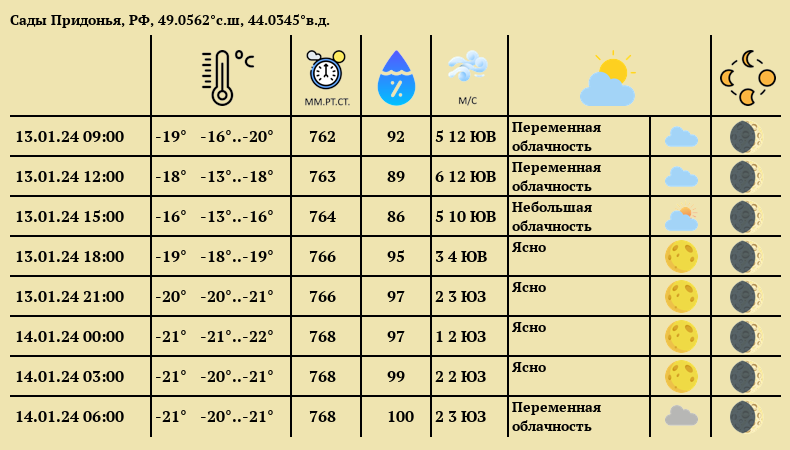 Сады Придонья, РФ, 49.0562°с.ш, 44.0345°в.д.
°c ММ.РТ.СТ. % М/С
13.01.24 09:00 -19° -16°..-20° 762 92 5 12 ЮВ Переменная облачность
13.01.24 12:00 -18° -13°..-18° 763 89 6 12 ЮВ Переменная облачность
13.01.24 15:00 -16° -13°..-16° 764 86 5 10 ЮВ Небольшая облачность
13.01.24 18:00 -19° -18°..-19° 766 95 3 4 ЮВ Ясно
13.01.24 21:00 -20° -20°..-21° 766 97 2 3 ЮЗ Ясно
14.01.24 00:00 -21° -21°..-22° 768 97 1 2 ЮЗ Ясно
14.01.24 03:00 -21° -20°..-21° 768 99 2 2 ЮЗ Ясно
14.01.24 06:00 -21° -20°..-21° 768 100 2 3 ЮЗ Переменная облачность